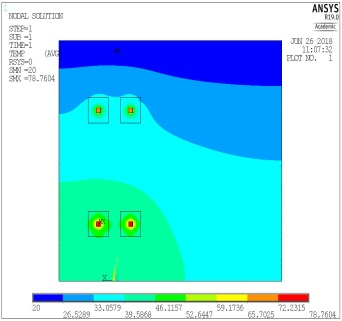 1
NODAL SOLUTION
ANSYS
R19.0
Academic
STEP=1
SUB =1
TIME=1
TEMP (AVG
RSYS=0
SMN =20
SMX =78.7604
JUN 26 2018
11:07:32
PLOT NO. 1
X
20 33.0579 46.1157 59.1736 72.2315
26.5289 39.5868 52.6447 65.7025 78.7604